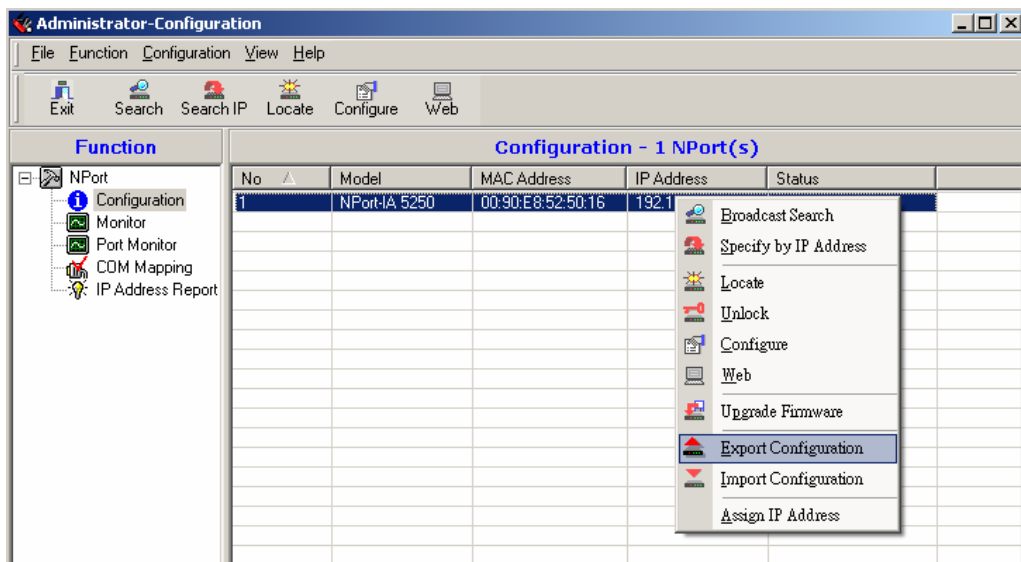 Administrator-Configuration
File Function Configuration View Help
Exit Search Search IP Locate Configure Web
Function
Configuration - 1 NPort(s)
NPort
Configuration
Monitor
Port Monitor
COM Mapping
IP Address Report
No Model MAC Address IP Address Status
1 NPort-IA 5250 00:90:E8:52:50:16 192.1
Broadcast Search
Specify by IP Address
Locate
Unlock
Configure
Web
Upgrade Firmware
Export Configuration
Import Configuration
Assign IP Address